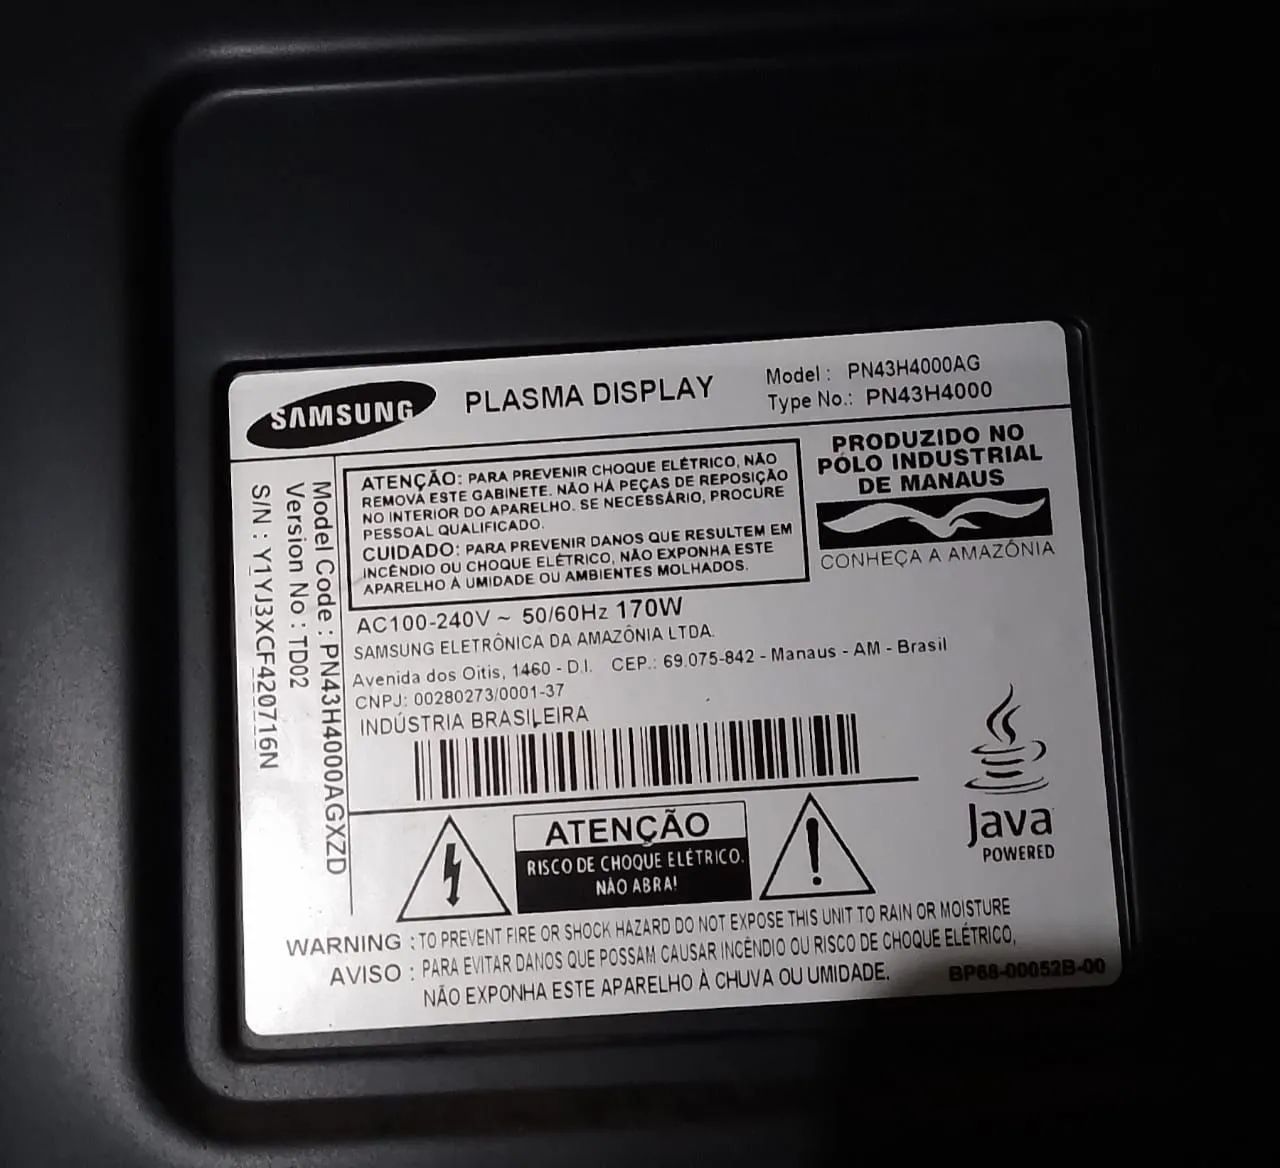 SAMSUNG
PLASMA DISPLAY
Model : PN43H4000AG
Type No.: PN43H4000
Model Code : PN43H4000AGXZD
Version No : TD02
S/N : Y1YJ3XCF420716N
ATENÇÃO: PARA PREVENIR CHOQUE ELÉTRICO, NÃO
REMOVA ESTE GABINETE. NÃO HÁ PEÇAS DE REPOSIÇÃO
NO INTERIOR DO APARELHO. SE NECESSÁRIO, PROCURE
PESSOAL QUALIFICADO.
CUIDADO: PARA PREVENIR DANOS QUE RESULTEM EM
INCÊNDIO OU CHOQUE ELÉTRICO, NÃO EXPONHA ESTE
APARELHO À UMIDADE OU AMBIENTES MOLHADOS.
PRODUZIDO NO
PÓLO INDUSTRIAL
DE MANAUS
CONHEÇA A AMAZÔNIA
AC100-240V ~ 50/60Hz 170W
SAMSUNG ELETRÔNICA DA AMAZÔNIA LTDA.
Avenida dos Oitis, 1460 - D.I. CEP.: 69.075-842 - Manaus - AM - Brasil
CNPJ: 00280273/0001-37
INDÚSTRIA BRASILEIRA
Java
POWERED
ATENÇÃO
RISCO DE CHOQUE ELÉTRICO.
NÃO ABRA!
WARNING : TO PREVENT FIRE OR SHOCK HAZARD DO NOT EXPOSE THIS UNIT TO RAIN OR MOISTURE
AVISO : PARA EVITAR DANOS QUE POSSAM CAUSAR INCÊNDIO OU RISCO DE CHOQUE ELÉTRICO,
NÃO EXPONHA ESTE APARELHO À CHUVA OU UMIDADE.
BP68-00052B-00